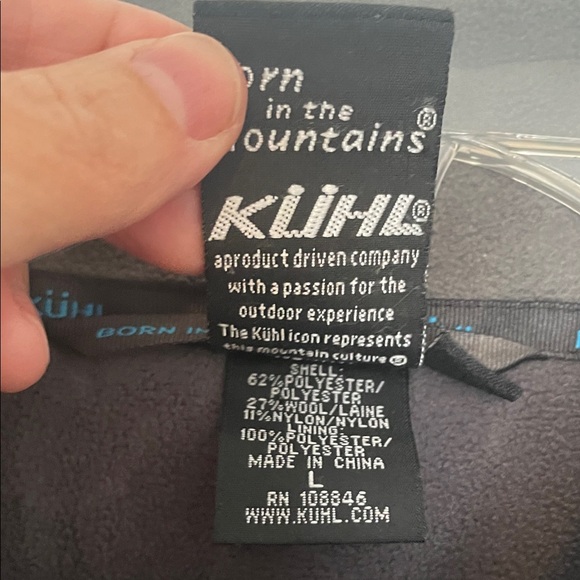 in the
KÜHL®
aproduct driven company
with a passion for the
outdoor experience
The Kühl icon represents
this mountain culture
SHELL:
62%POLYESTER/
POLYESTER
27%WOOL/LAINE
11%NYLON/NYLON
LINING:
100%POLYESTER/
POLYESTER
MADE IN CHINA
L
RN 108846
WWW.KUHL.COM
KÜHL
BORN IN